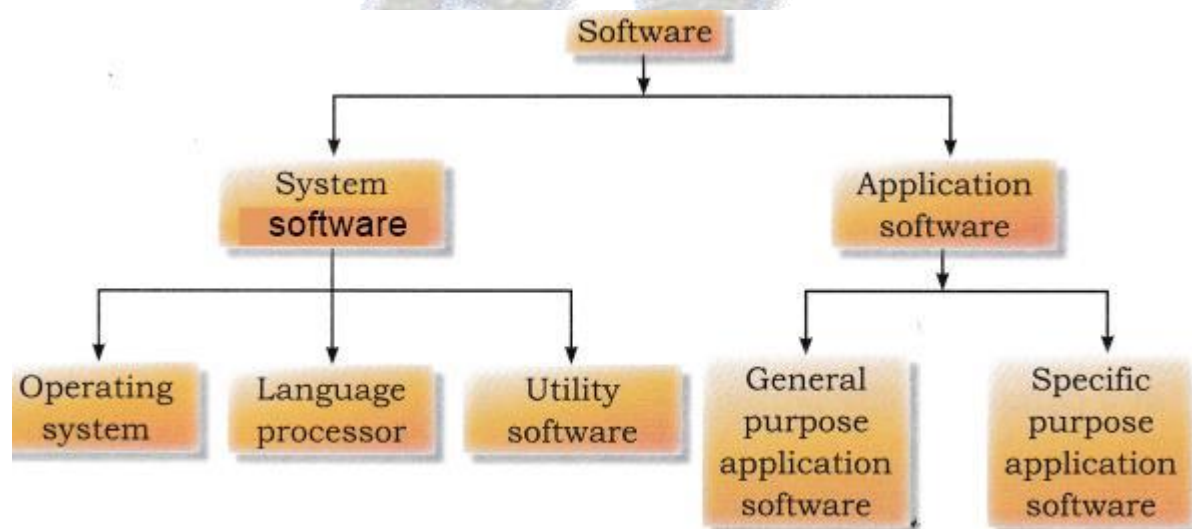 Software
System
software
Application
software
Operating
system
Language
processor
Utility
software
General
purpose
application
software
Specific
purpose
application
software